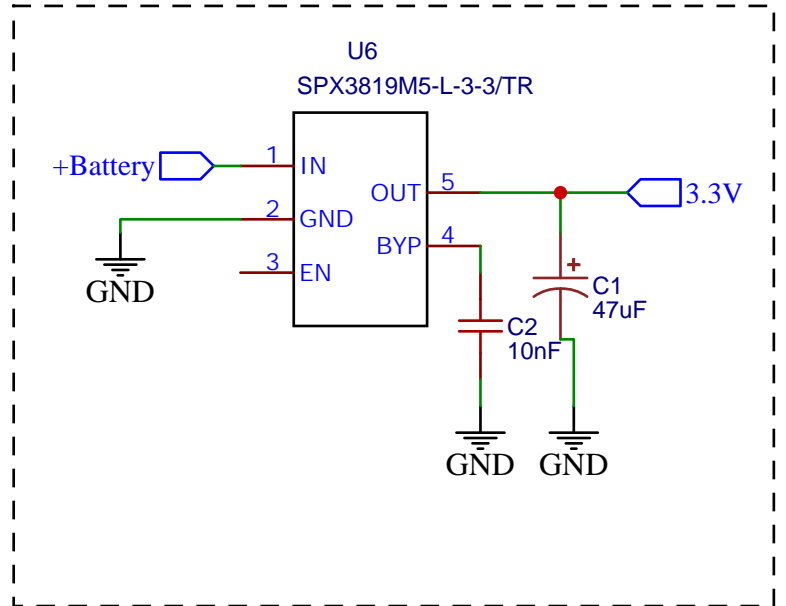 U6
SPX3819M5-L-3-3/TR
+Battery
1
IN
2
GND
3
EN
OUT
5
BYP
4
3.3V
GND
+
C1
47uF
C2
10nF
GND
GND